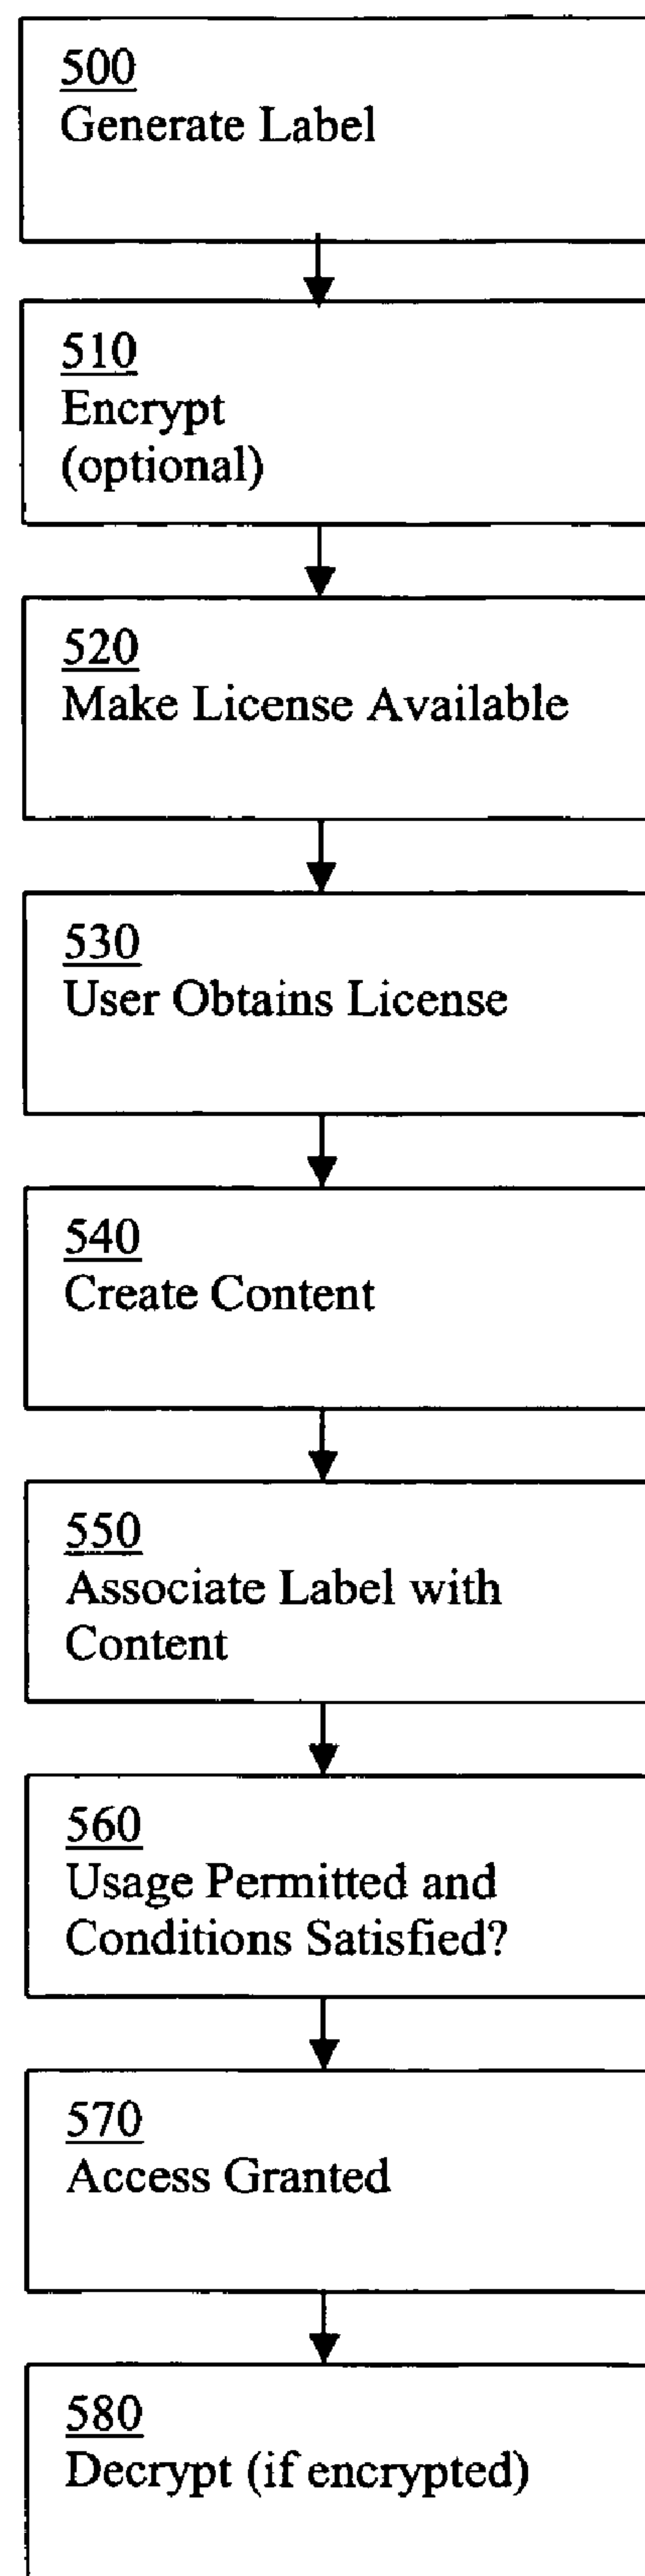 500
Generate Label
510
Encrypt
(optional)
520
Make License Available
530
User Obtains License
540
Create Content
550
Associate Label with
Content
560
Usage Permitted and
Conditions Satisfied?
570
Access Granted
580
Decrypt (if encrypted)